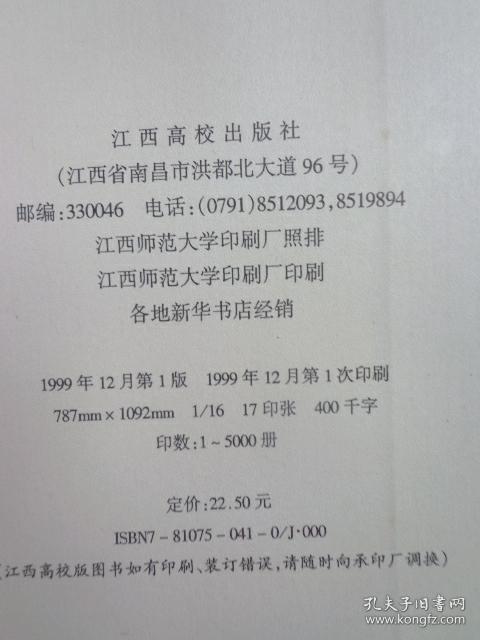 江西高校出版社
(江西省南昌市洪都北大道96号)
邮编:330046 电话:(0791)8512093,8519894
江西师范大学印刷厂照排
江西师范大学印刷厂印刷
各地新华书店经销
1999年12月第1版 1999年12月第1次印刷
787mm×1092mm 1/16 17印张 400千字
印数:1~5000册
定价:22.50元
ISBN7-81075-041-0/J·000
(江西高校版图书如有印刷、装订错误,请随时向承印厂调换)
孔夫子旧书网
www.kongfz.com